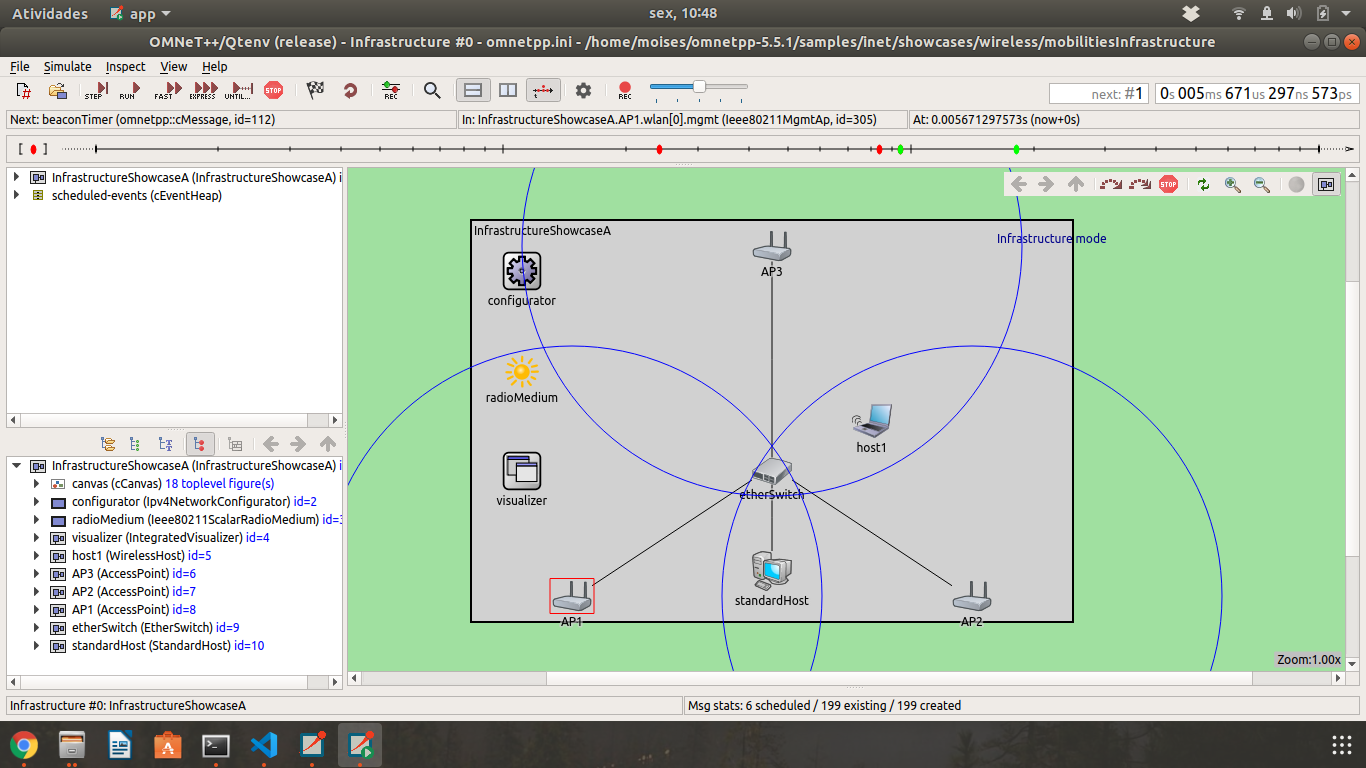 Atividades
app
sex, 10:48
OMNeT++/Qtenv (release) - Infrastructure #0 - omnetpp.ini - /home/moises/omnetpp-5.5.1/samples/inet/showcases/wireless/mobilitiesInfrastructure
File Simulate Inspect View Help
STEP RUN FAST EXPRESS UNTIL... STOP REC REC
next: #1
0s 005ms 671us 297ns 573ps
Next: beaconTimer (omnetpp::cMessage, id=112)
In: InfrastructureShowcaseA.AP1.wlan[0].mgmt (Ieee80211MgmtAp, id=305)
At: 0.005671297573s (now+0s)
InfrastructureShowcaseA (InfrastructureShowcaseA) i
scheduled-events (cEventHeap)
InfrastructureShowcaseA (InfrastructureShowcaseA) i
canvas (cCanvas) 18 toplevel figure(s)
configurator (Ipv4NetworkConfigurator) id=2
radioMedium (Ieee80211ScalarRadioMedium) id=3
visualizer (IntegratedVisualizer) id=4
host1 (WirelessHost) id=5
AP3 (AccessPoint) id=6
AP2 (AccessPoint) id=7
AP1 (AccessPoint) id=8
etherSwitch (EtherSwitch) id=9
standardHost (StandardHost) id=10
STOP
InfrastructureShowcaseA
Infrastructure mode
AP3
configurator
radioMedium
host1
visualizer
etherSwitch
standardHost
AP1
AP2
Zoom:1.00x
Infrastructure #0: InfrastructureShowcaseA
Msg stats: 6 scheduled / 199 existing / 199 created